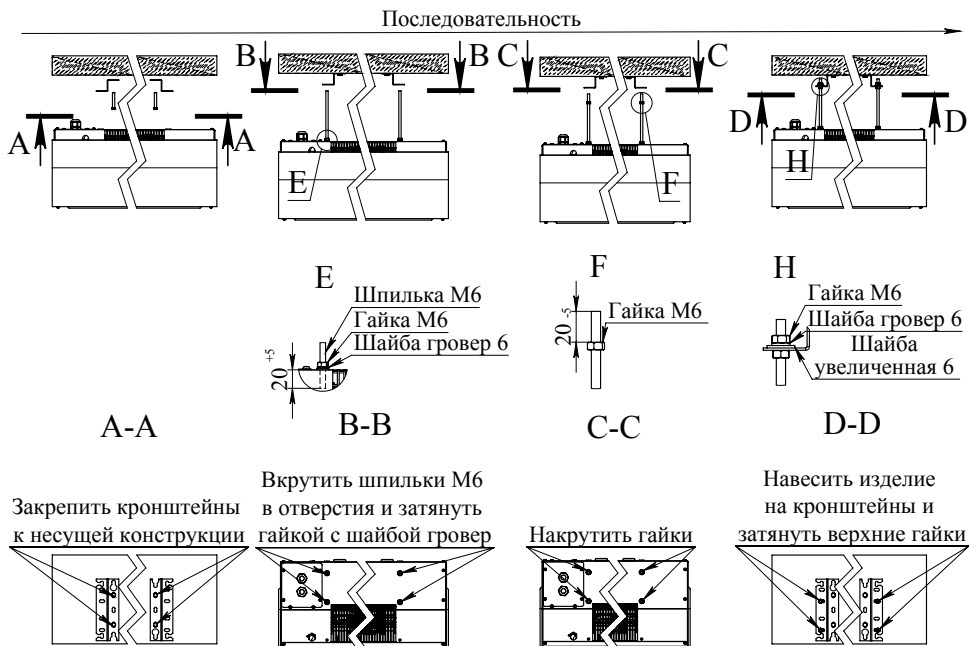 Последовательность
A
A
B
B
C
C
D
D
E
F
H
E
Шпилька М6
Гайка М6
Шайба гровер 6
20 +5
F
Гайка М6
20 -5
H
Гайка М6
Шайба гровер 6
Шайба
увеличенная 6
A-A
B-B
C-C
D-D
Закрепить кронштейны
к несущей конструкции
Вкрутить шпильки М6
в отверстия и затянуть
гайкой с шайбой гровер
Накрутить гайки
Навесить изделие
на кронштейны и
затянуть верхние гайки